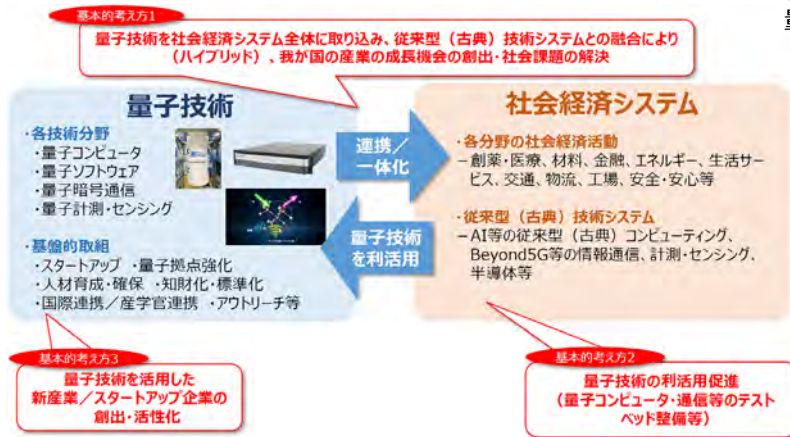 基本的考え方1
量子技術を社会経済システム全体に取り込み、従来型（古典）技術システムとの融合により
（ハイブリッド）、我が国の産業の成長機会の創出・社会課題の解決
量子技術
・各技術分野
・量子コンピュータ
・量子ソフトウェア
・量子暗号通信
・量子計測・センシング
・基盤的取組
・スタートアップ ・量子拠点強化
・人材育成・確保 ・知財化・標準化
・国際連携／産学官連携 ・アウトリーチ等
連携／
一体化
量子技術
を利活用
社会経済システム
・各分野の社会経済活動
－創薬・医療、材料、金融、エネルギー、生活サー
ビス、交通、物流、工場、安全・安心等
・従来型（古典）技術システム
－AI等の従来型（古典）コンピューティング、
Beyond5G等の情報通信、計測・センシング、
半導体等
基本的考え方3
量子技術を活用した
新産業／スタートアップ企業の
創出・活性化
基本的考え方2
量子技術の利活用促進
（量子コンピュータ・通信等のテスト
ベッド整備等）